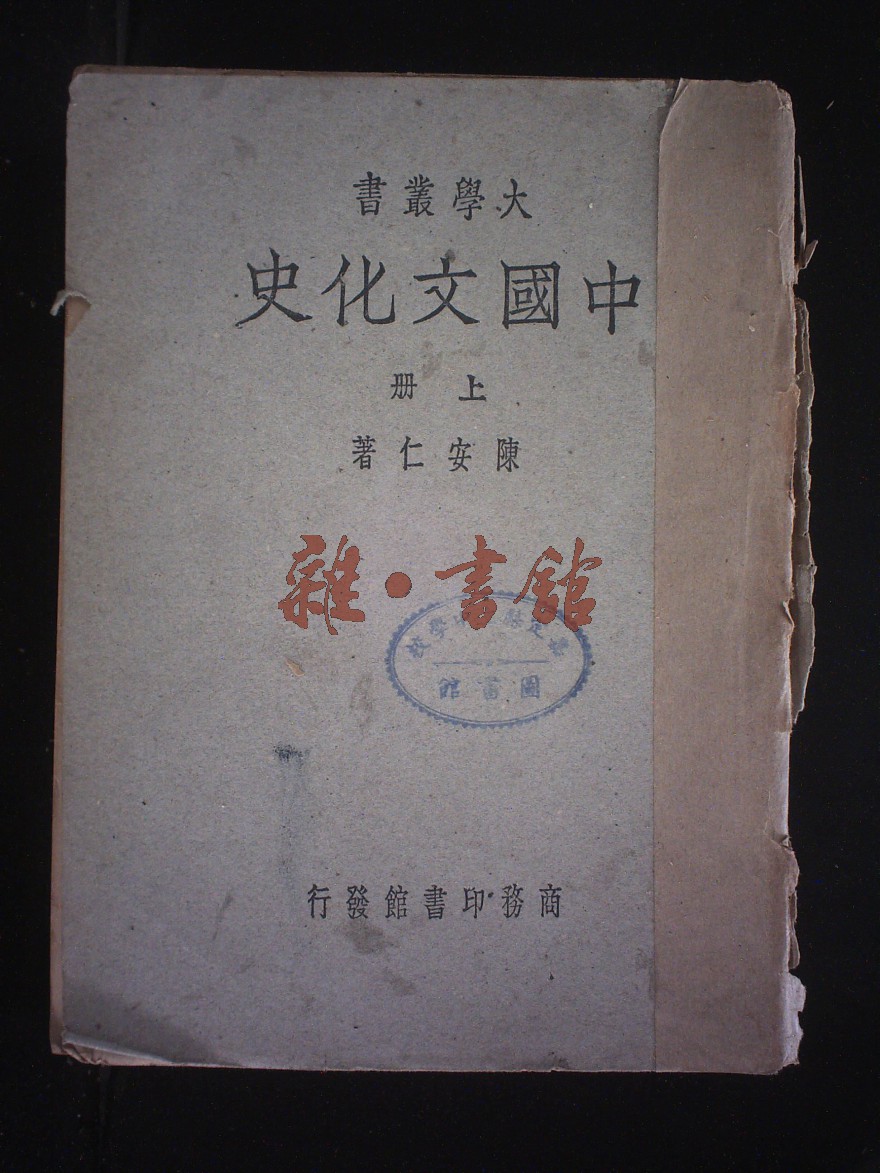 大學叢書
中國文化史
上册
陳安仁著
雜·書館
圖書館
商務印書館發行